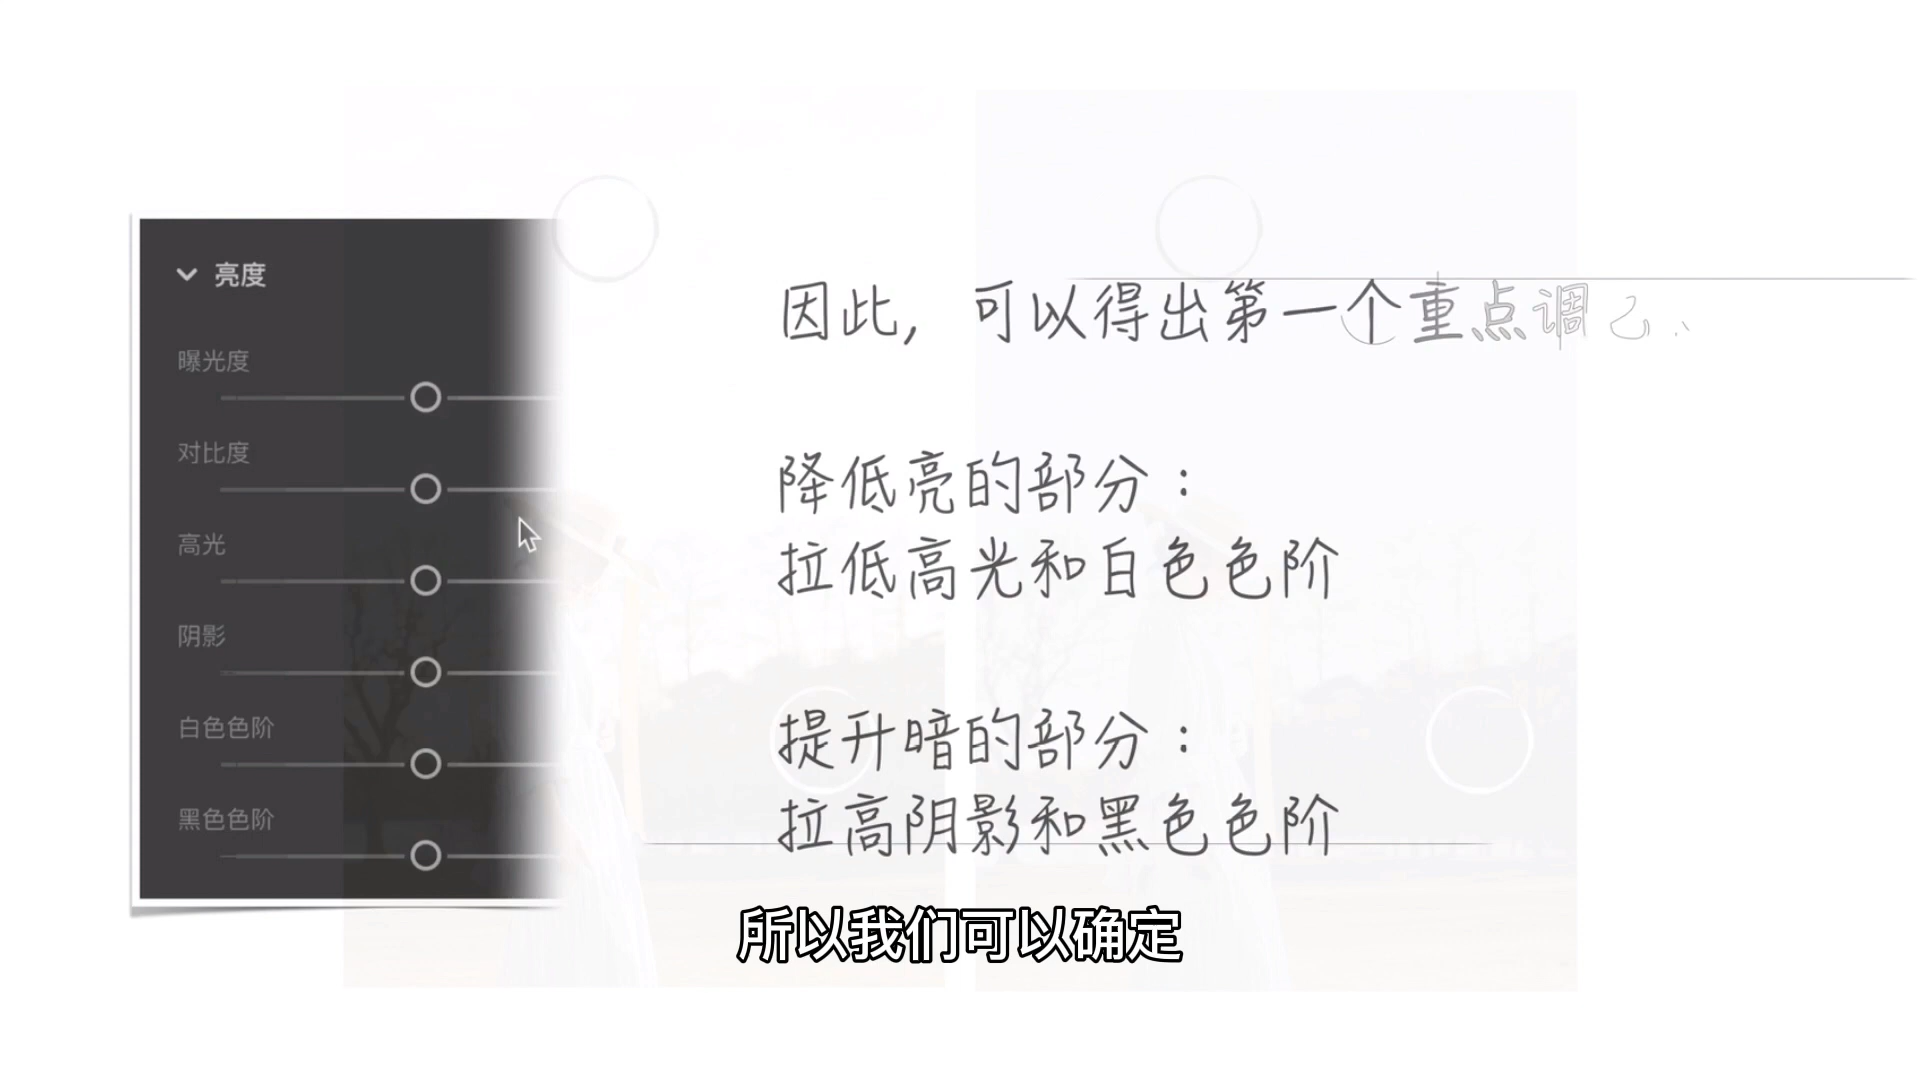 亮度
曝光度
对比度
高光
阴影
白色色阶
黑色色阶
因此，可以得出第一个重点调
降低亮的部分：
拉低高光和白色色阶
提升暗的部分：
拉高阴影和黑色色阶
所以我们可以确定